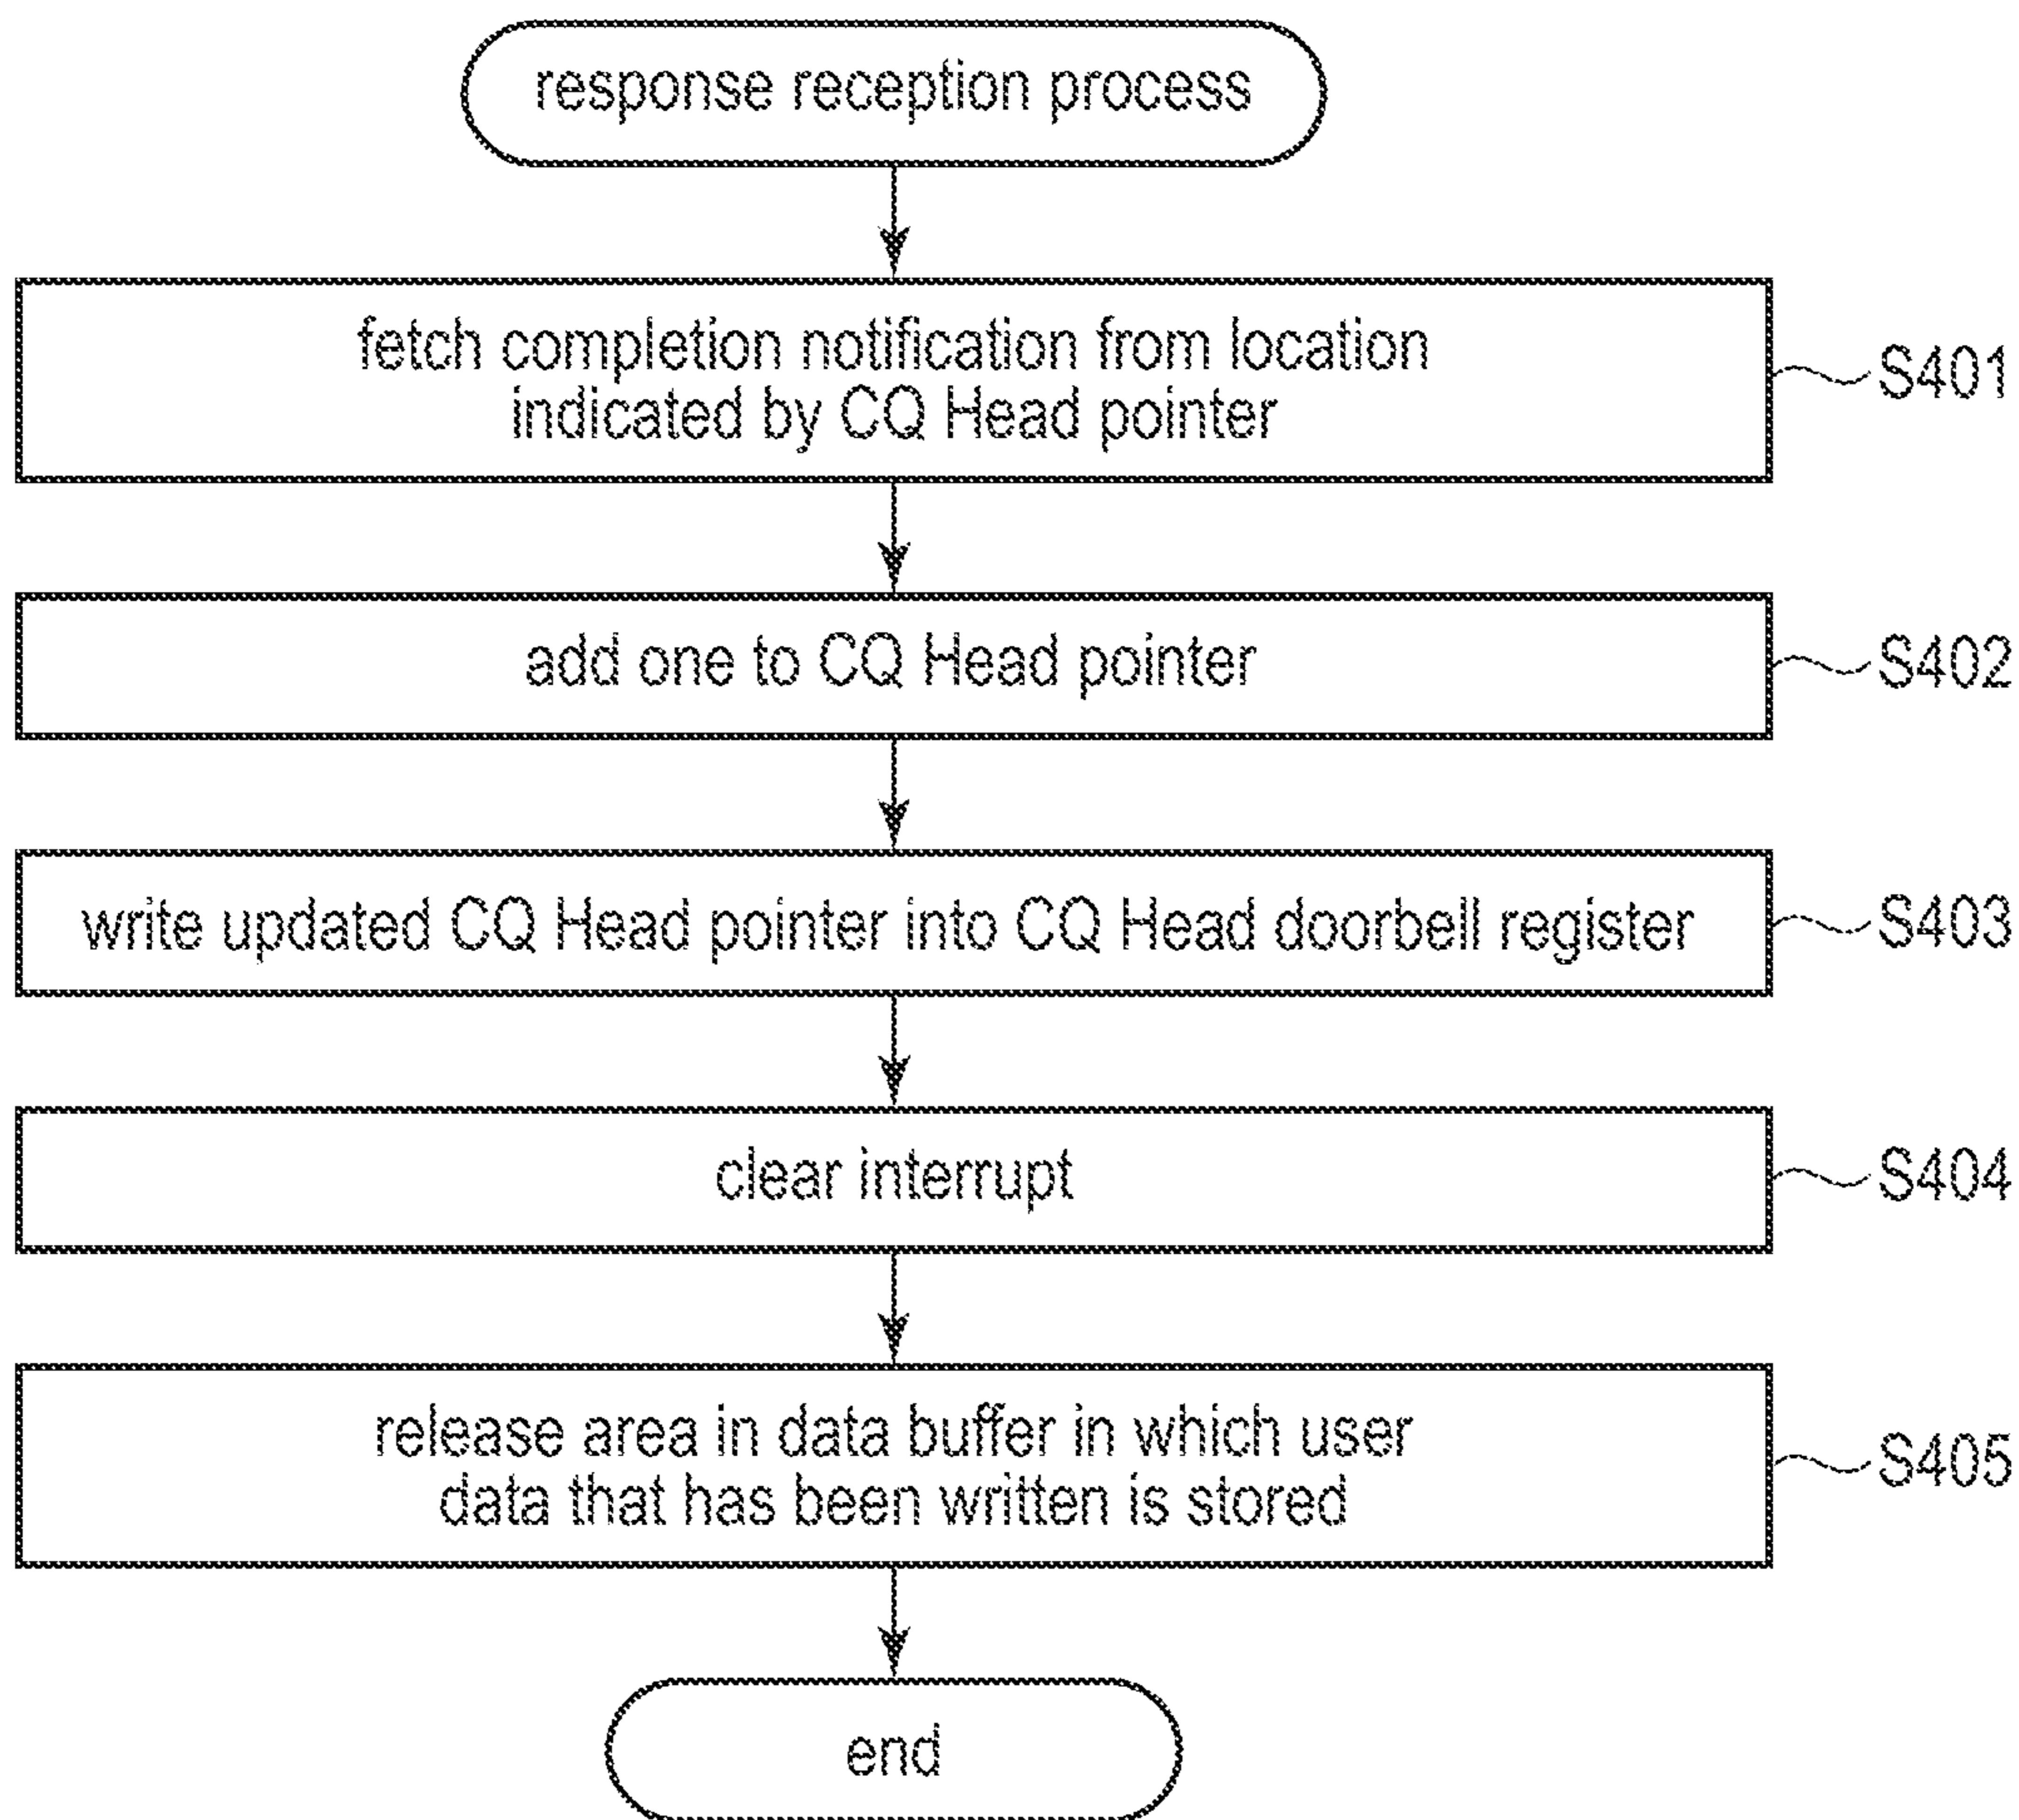 response reception process
fetch completion notification from location
indicated by CQ Head pointer
S401
add one to CQ Head pointer
S402
write updated CQ Head pointer into CQ Head doorbell register
S403
clear interrupt
S404
release area in data buffer in which user
data that has been written is stored
S405
end